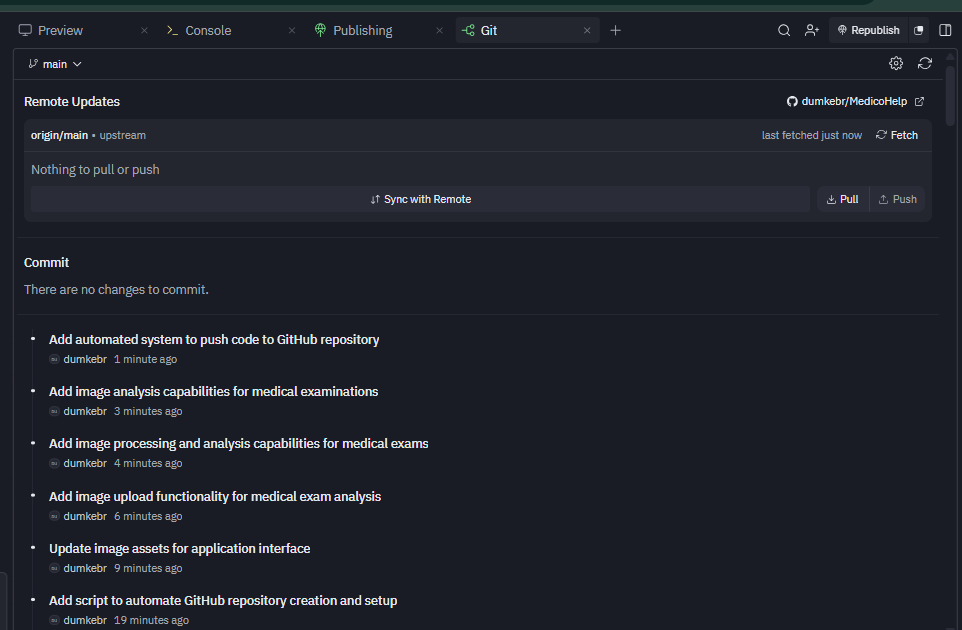 Preview
Console
Publishing
Git
Republish
main
Remote Updates
dumkebr/MedicoHelp
origin/main • upstream
last fetched just now
Fetch
Nothing to pull or push
Sync with Remote
Pull
Push
Commit
There are no changes to commit.
Add automated system to push code to GitHub repository
dumkebr 1 minute ago
Add image analysis capabilities for medical examinations
dumkebr 3 minutes ago
Add image processing and analysis capabilities for medical exams
dumkebr 4 minutes ago
Add image upload functionality for medical exam analysis
dumkebr 6 minutes ago
Update image assets for application interface
dumkebr 9 minutes ago
Add script to automate GitHub repository creation and setup
dumkebr 19 minutes ago